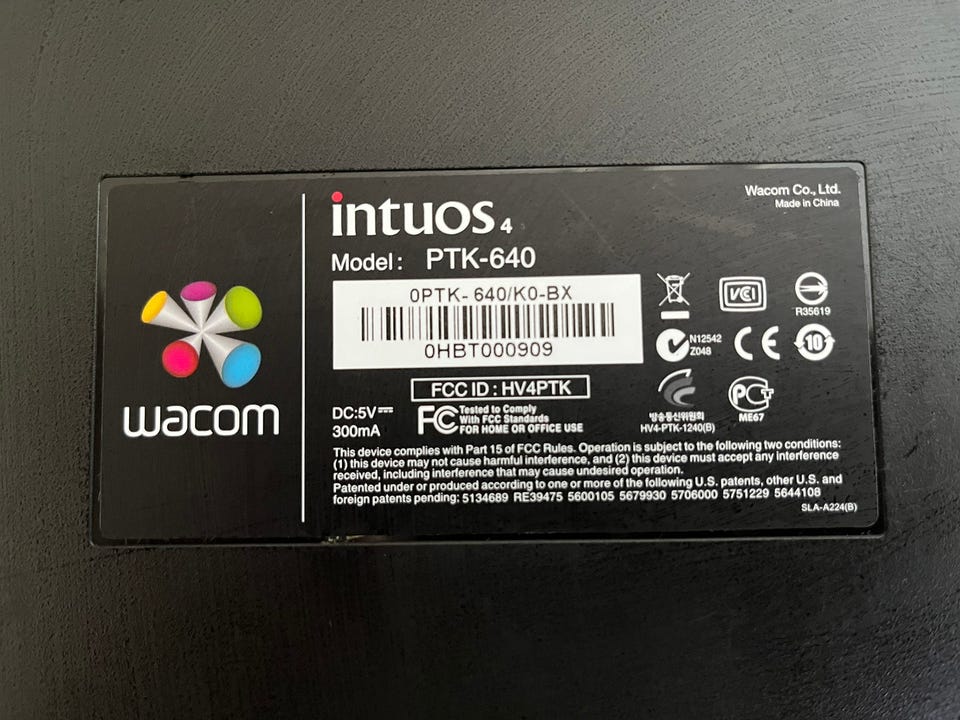 Wacom Co., Ltd.
Made in China
intuos4
Model: PTK-640
0PTK-640/K0-BX
0HBT000909
VCI
R35619
N12542
Z048
CE
10
FCC ID : HV4PTK
DC:5V
300mA
FC
Tested to Comply
With FCC Standards
FOR HOME OR OFFICE USE
방송통신위원회
HV4-PTK-1240(B)
PCT
ME67
wacom
This device complies with Part 15 of FCC Rules. Operation is subject to the following two conditions:
(1) this device may not cause harmful interference, and (2) this device must accept any interference
received, including interference that may cause undesired operation.
Patented under or produced according to one or more of the following U.S. patents, other U.S. and
foreign patents pending: 5134689 RE39475 5600105 5679930 5706000 5751229 5644108
SLA-A224(B)